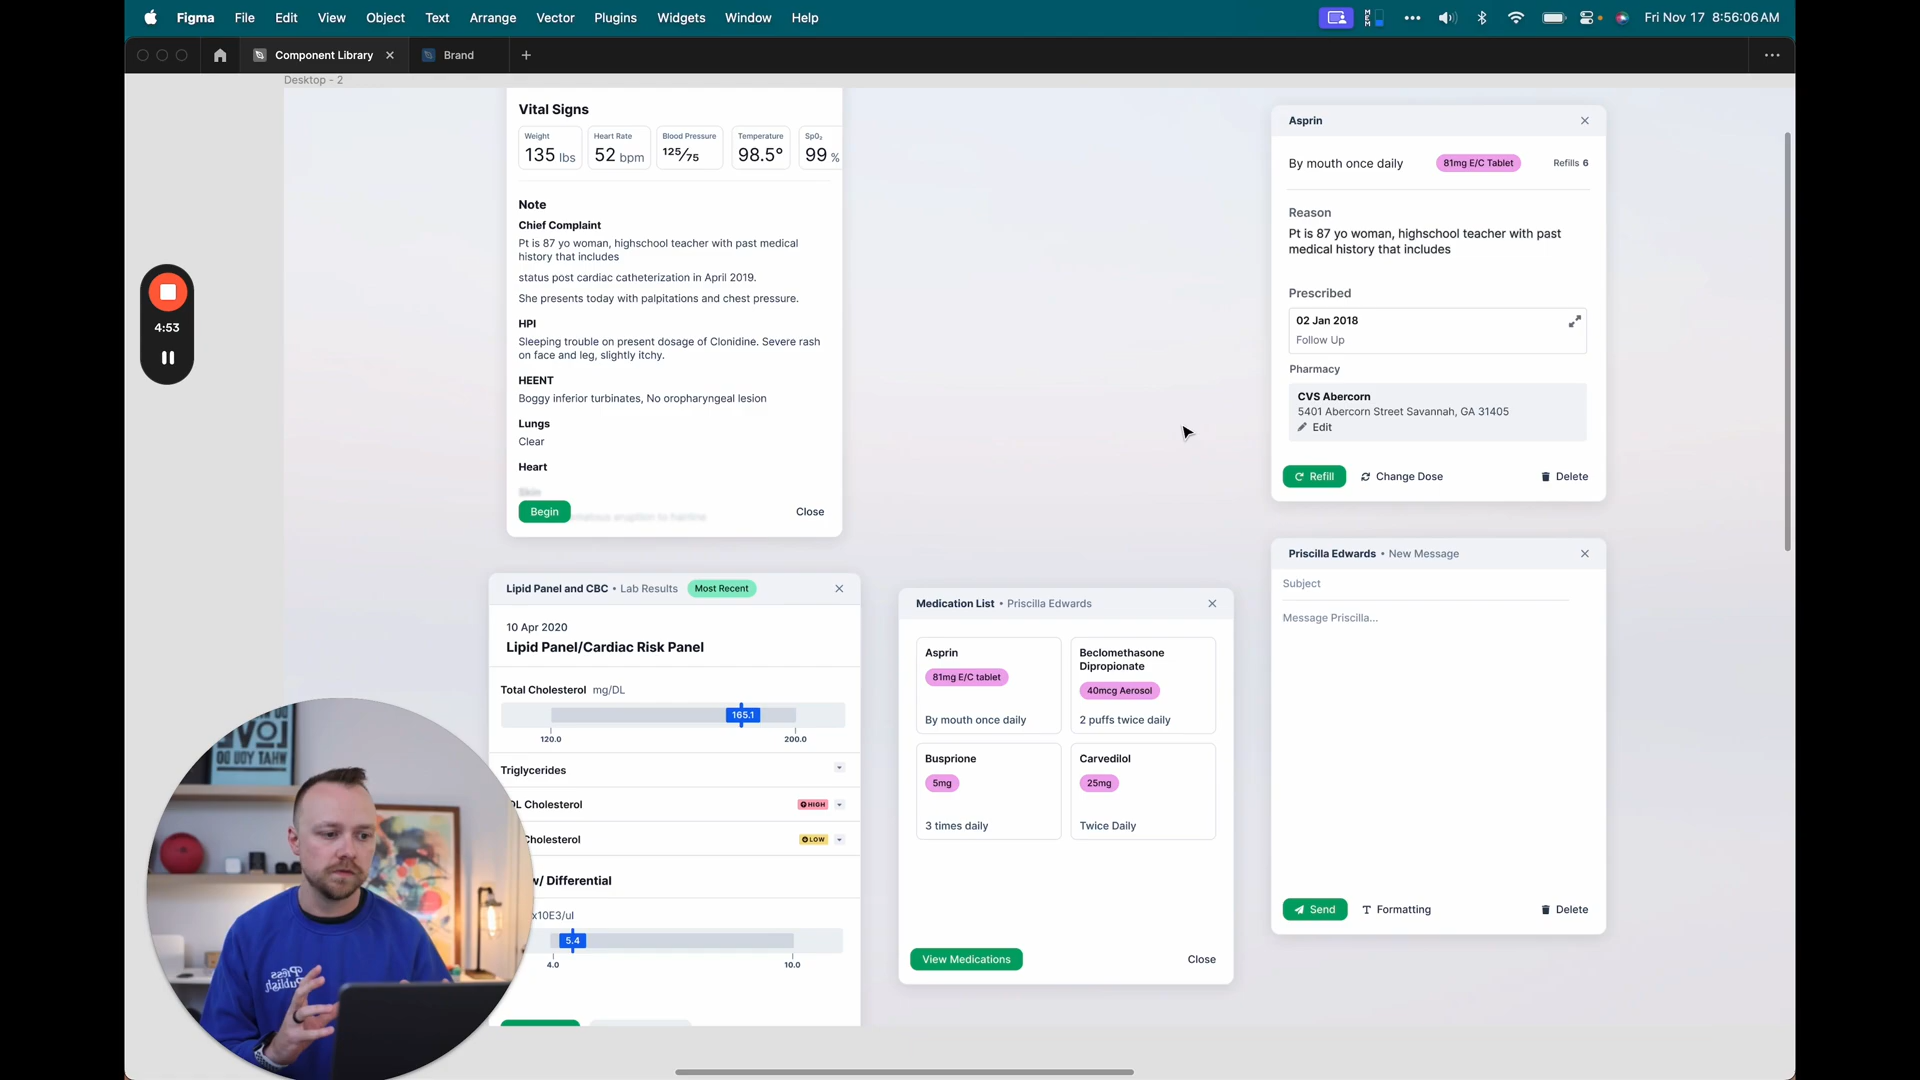 Figma File Edit View Object Text Arrange Vector Plugins Widgets Window Help
Fri Nov 17 8:56:06 AM
Component Library
Brand
Desktop - 2
4:53
Vital Signs
Weight
135 lbs
Heart Rate
52 bpm
Blood Pressure
125/75
Temperature
98.5°
Sp0₂
99 %
Note
Chief Complaint
Pt is 87 yo woman, highschool teacher with past medical
history that includes
status post cardiac catheterization in April 2019.
She presents today with palpitations and chest pressure.
HPI
Sleeping trouble on present dosage of Clonidine. Severe rash
on face and leg, slightly itchy.
HEENT
Boggy inferior turbinates, No oropharyngeal lesion
Lungs
Clear
Heart
Skin
Begin
matous eruption to hairline
Close
Lipid Panel and CBC • Lab Results Most Recent
10 Apr 2020
Lipid Panel/Cardiac Risk Panel
Total Cholesterol mg/DL
165.1
120.0 200.0
Triglycerides
DL Cholesterol HIGH
Cholesterol LOW
w/ Differential
x10E3/ul
5.4
4.0 10.0
Medication List • Priscilla Edwards
Asprin
81mg E/C tablet
By mouth once daily
Beclomethasone
Dipropionate
40mcg Aerosol
2 puffs twice daily
Busprione
5mg
3 times daily
Carvedilol
25mg
Twice Daily
View Medications
Close
Asprin
By mouth once daily 81mg E/C Tablet Refills 6
Reason
Pt is 87 yo woman, highschool teacher with past
medical history that includes
Prescribed
02 Jan 2018
Follow Up
Pharmacy
CVS Abercorn
5401 Abercorn Street Savannah, GA 31405
Edit
Refill Change Dose Delete
Priscilla Edwards • New Message
Subject
Message Priscilla...
Send Formatting Delete